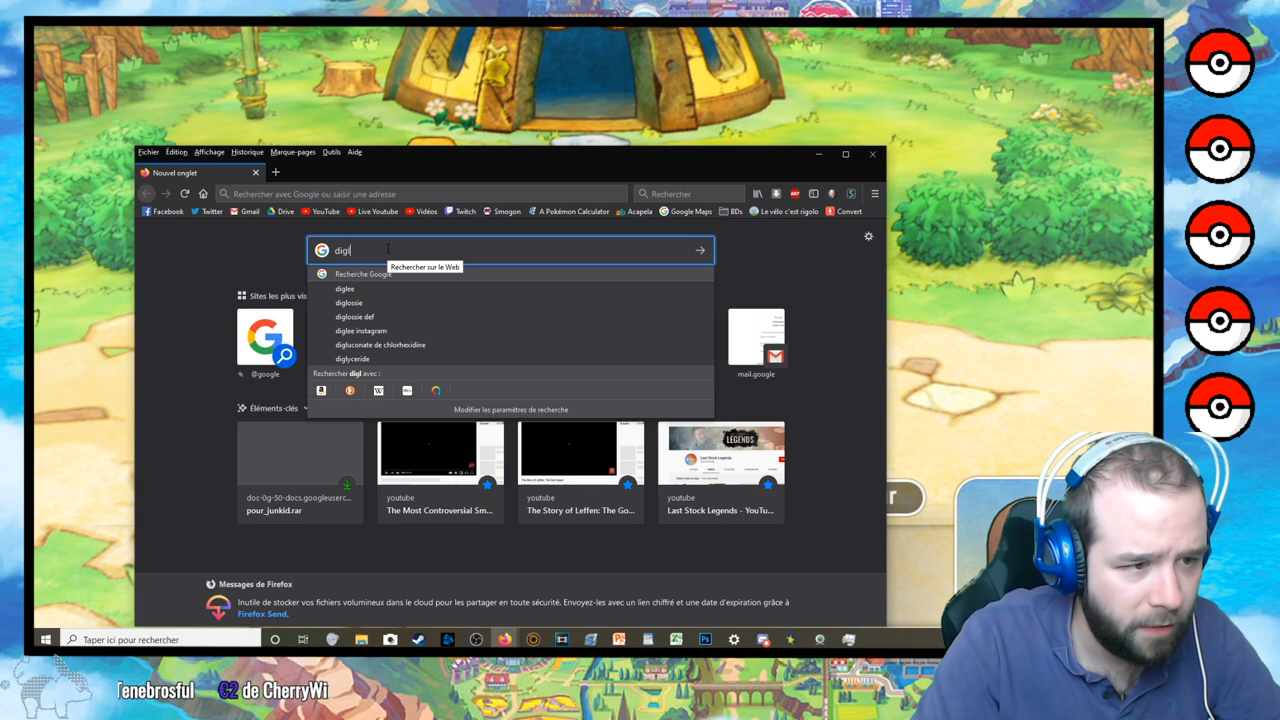 Fichier Édition Affichage Historique Marque-pages Outils Aide
Nouvel onglet
Rechercher avec Google ou saisir une adresse
Rechercher
ABP
S
Facebook Twitter Gmail Drive YouTube Live Youtube Vidéos Twitch Smogon A Pokémon Calculator Acapela Google Maps BDs Le vélo c'est rigolo Convert
digl
Rechercher sur le Web
Recherche Google
diglee
diglossie
diglossie def
diglee instagram
digluconate de chlorhexidine
diglyceride
Rechercher digl avec :
Modifier les paramètres de recherche
Sites les plus vis
@google
mail.google
Éléments-clés
LEGENDS
Last Stock Legends
doc-0g-50-docs.googleuserc...
pour_junkid.rar
youtube
The Most Controversial Sm...
youtube
The Story of Leffen: The Go...
youtube
Last Stock Legends - YouTu...
r
Messages de Firefox
Inutile de stocker vos fichiers volumineux dans le cloud pour les partager en toute sécurité. Envoyez-les avec un lien chiffré et une date d'expiration grâce à
Firefox Send.
Taper ici pour rechercher
Tenebrosful €2 de CherryWi